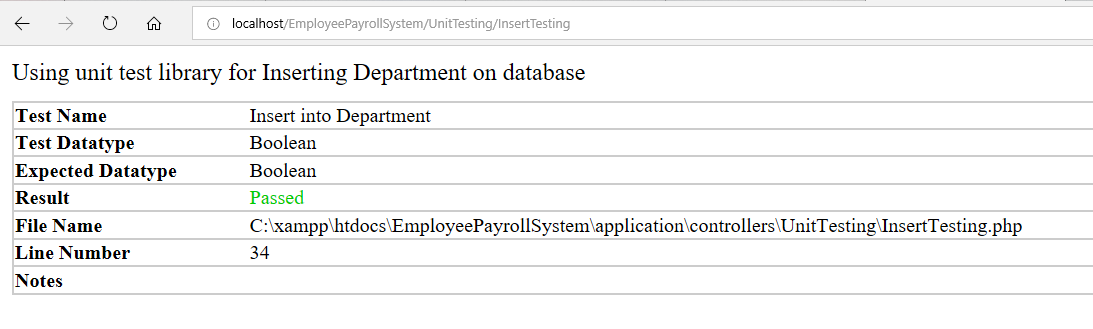 localhost/EmployeePayrollSystem/UnitTesting/InsertTesting
Using unit test library for Inserting Department on database
Test Name Insert into Department
Test Datatype Boolean
Expected Datatype Boolean
Result Passed
File Name C:\xampp\htdocs\EmployeePayrollSystem\application\controllers\UnitTesting\InsertTesting.php
Line Number 34
Notes